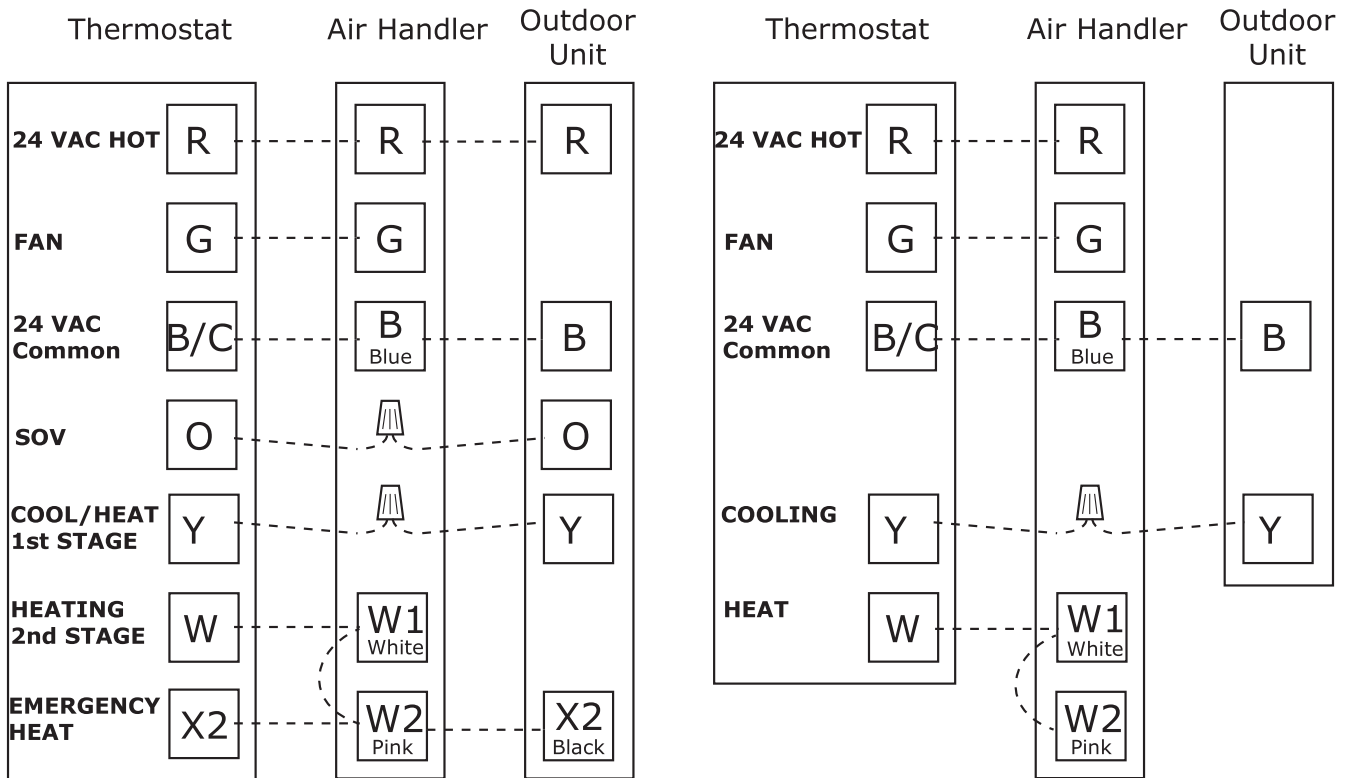 Thermostat
Air Handler
Outdoor
Unit
24 VAC HOT
R
R
R
FAN
G
G
24 VAC
Common
B/C
B
Blue
B
SOV
O
O
COOL/HEAT
1st STAGE
Y
Y
HEATING
2nd STAGE
W
W1
White
EMERGENCY
HEAT
X2
W2
Pink
X2
Black
Thermostat
Air Handler
Outdoor
Unit
24 VAC HOT
R
R
FAN
G
G
24 VAC
Common
B/C
B
Blue
B
COOLING
Y
Y
HEAT
W
W1
White
W2
Pink